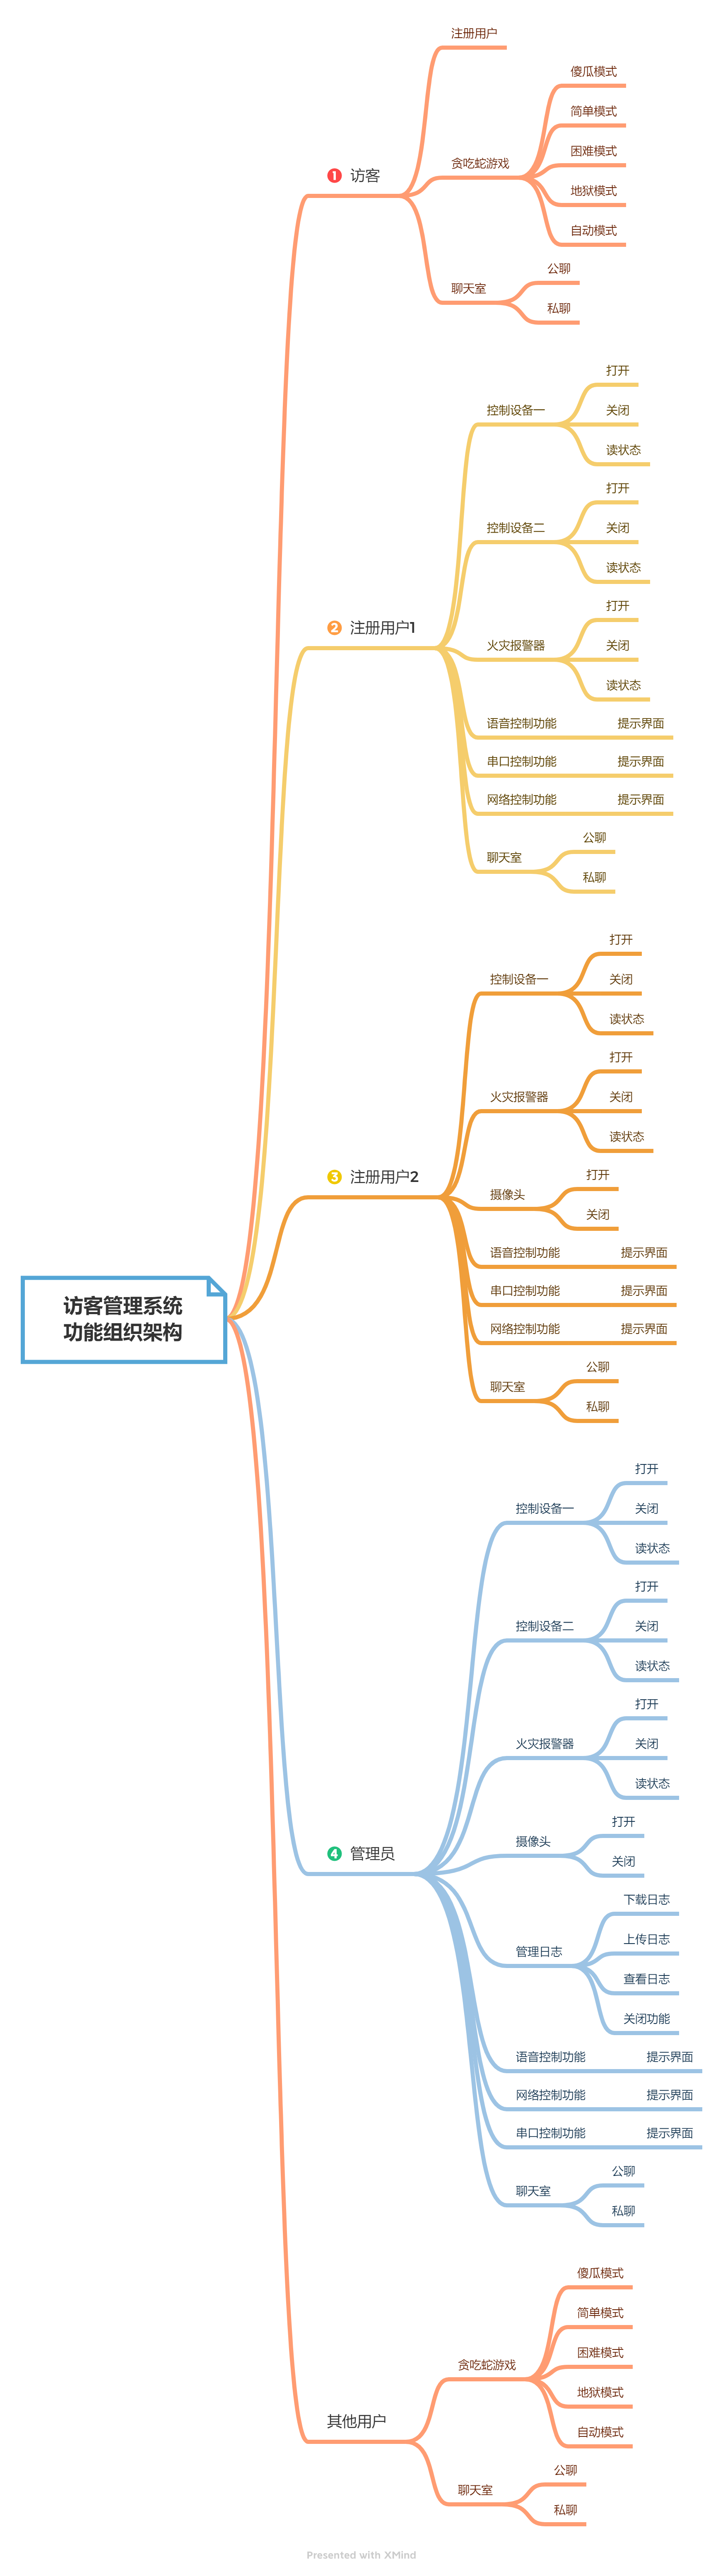 访客管理系统
功能组织架构
1 访客
注册用户
贪吃蛇游戏
傻瓜模式
简单模式
困难模式
地狱模式
自动模式
聊天室
公聊
私聊
2 注册用户1
控制设备一
打开
关闭
读状态
控制设备二
打开
关闭
读状态
火灾报警器
打开
关闭
读状态
语音控制功能
提示界面
串口控制功能
提示界面
网络控制功能
提示界面
聊天室
公聊
私聊
3 注册用户2
控制设备一
打开
关闭
读状态
火灾报警器
打开
关闭
读状态
摄像头
打开
关闭
语音控制功能
提示界面
串口控制功能
提示界面
网络控制功能
提示界面
聊天室
公聊
私聊
4 管理员
控制设备一
打开
关闭
读状态
控制设备二
打开
关闭
读状态
火灾报警器
打开
关闭
读状态
摄像头
打开
关闭
管理日志
下载日志
上传日志
查看日志
关闭功能
语音控制功能
提示界面
网络控制功能
提示界面
串口控制功能
提示界面
聊天室
公聊
私聊
其他用户
贪吃蛇游戏
傻瓜模式
简单模式
困难模式
地狱模式
自动模式
聊天室
公聊
私聊
Presented with XMind